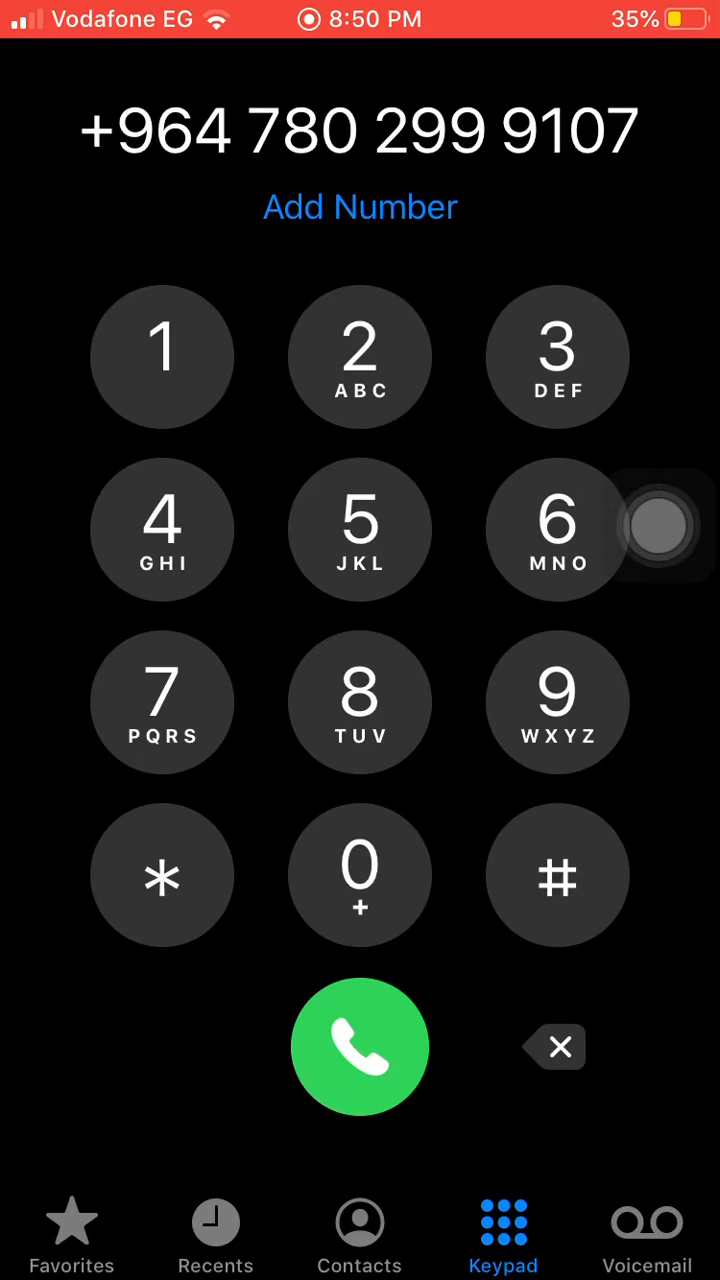 Vodafone EG 8:50 PM 35%
+964 780 299 9107
Add Number
1 2 3
ABC DEF
4 5 6
GHI JKL MNO
7 8 9
PQRS TUV WXYZ
* 0 #
+
Favorites Recents Contacts Keypad Voicemail